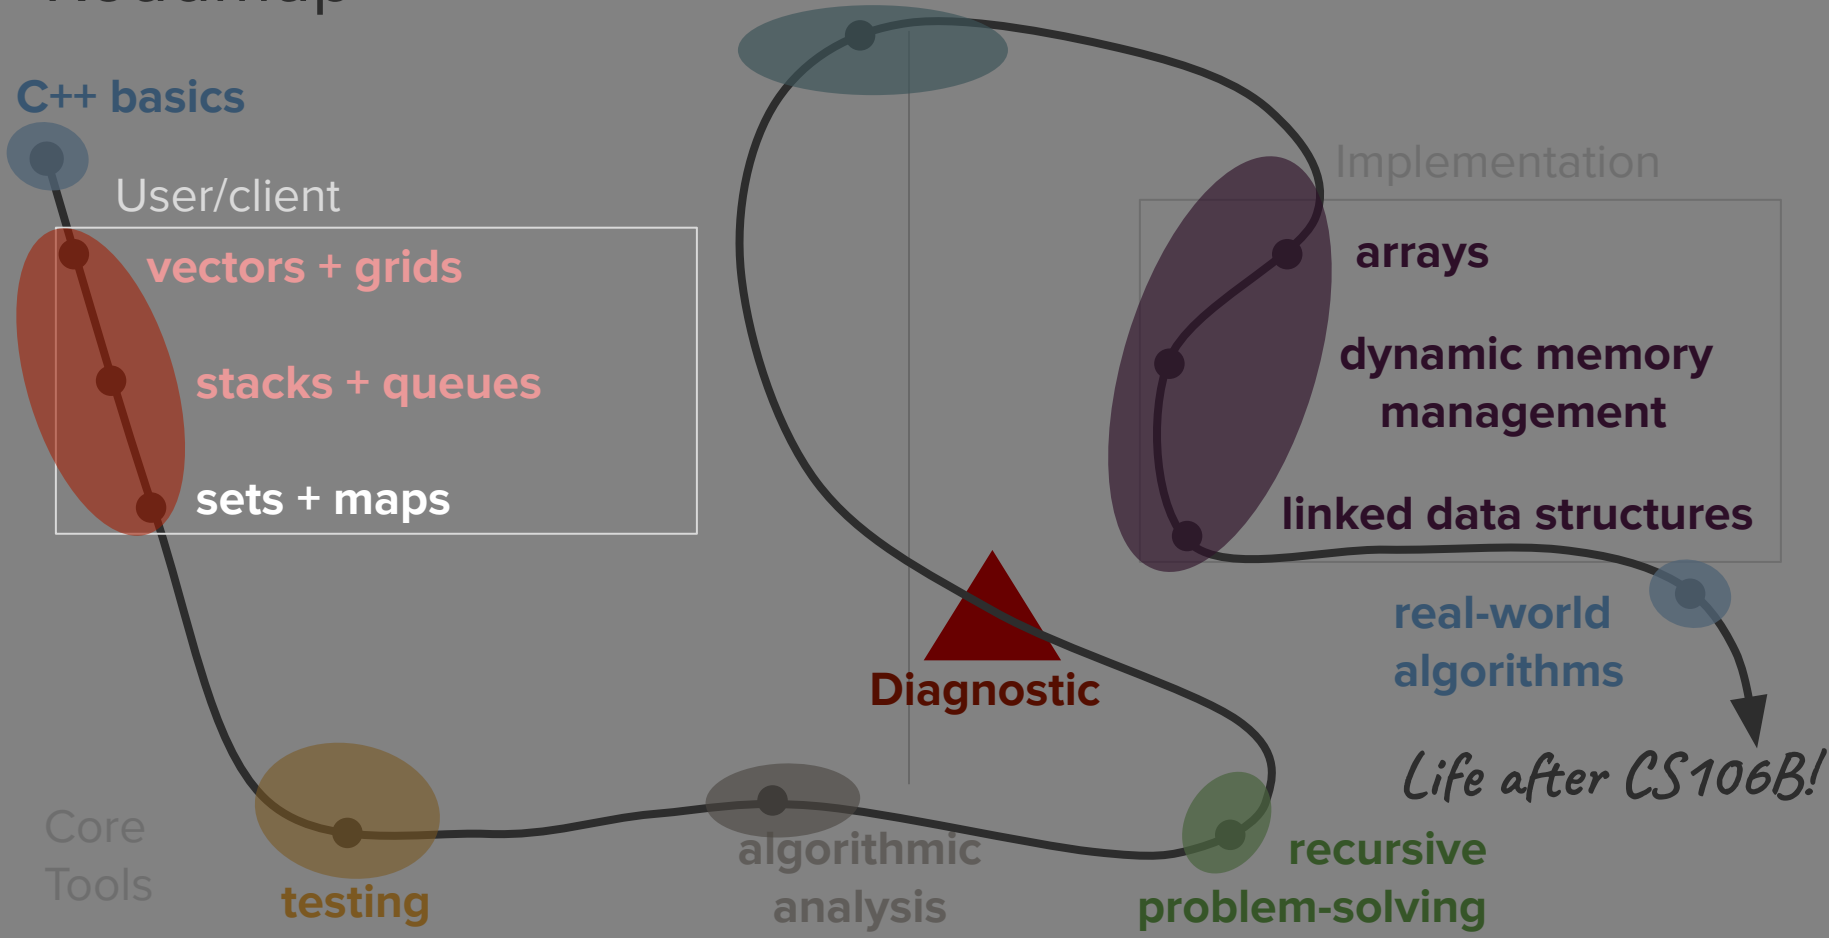 Roadmap
C++ basics
User/client
vectors + grids
stacks + queues
sets + maps
Implementation
arrays
dynamic memory
management
linked data structures
real-world
algorithms
Diagnostic
Life after CS106B!
Core
Tools
testing
algorithmic
analysis
recursive
problem-solving